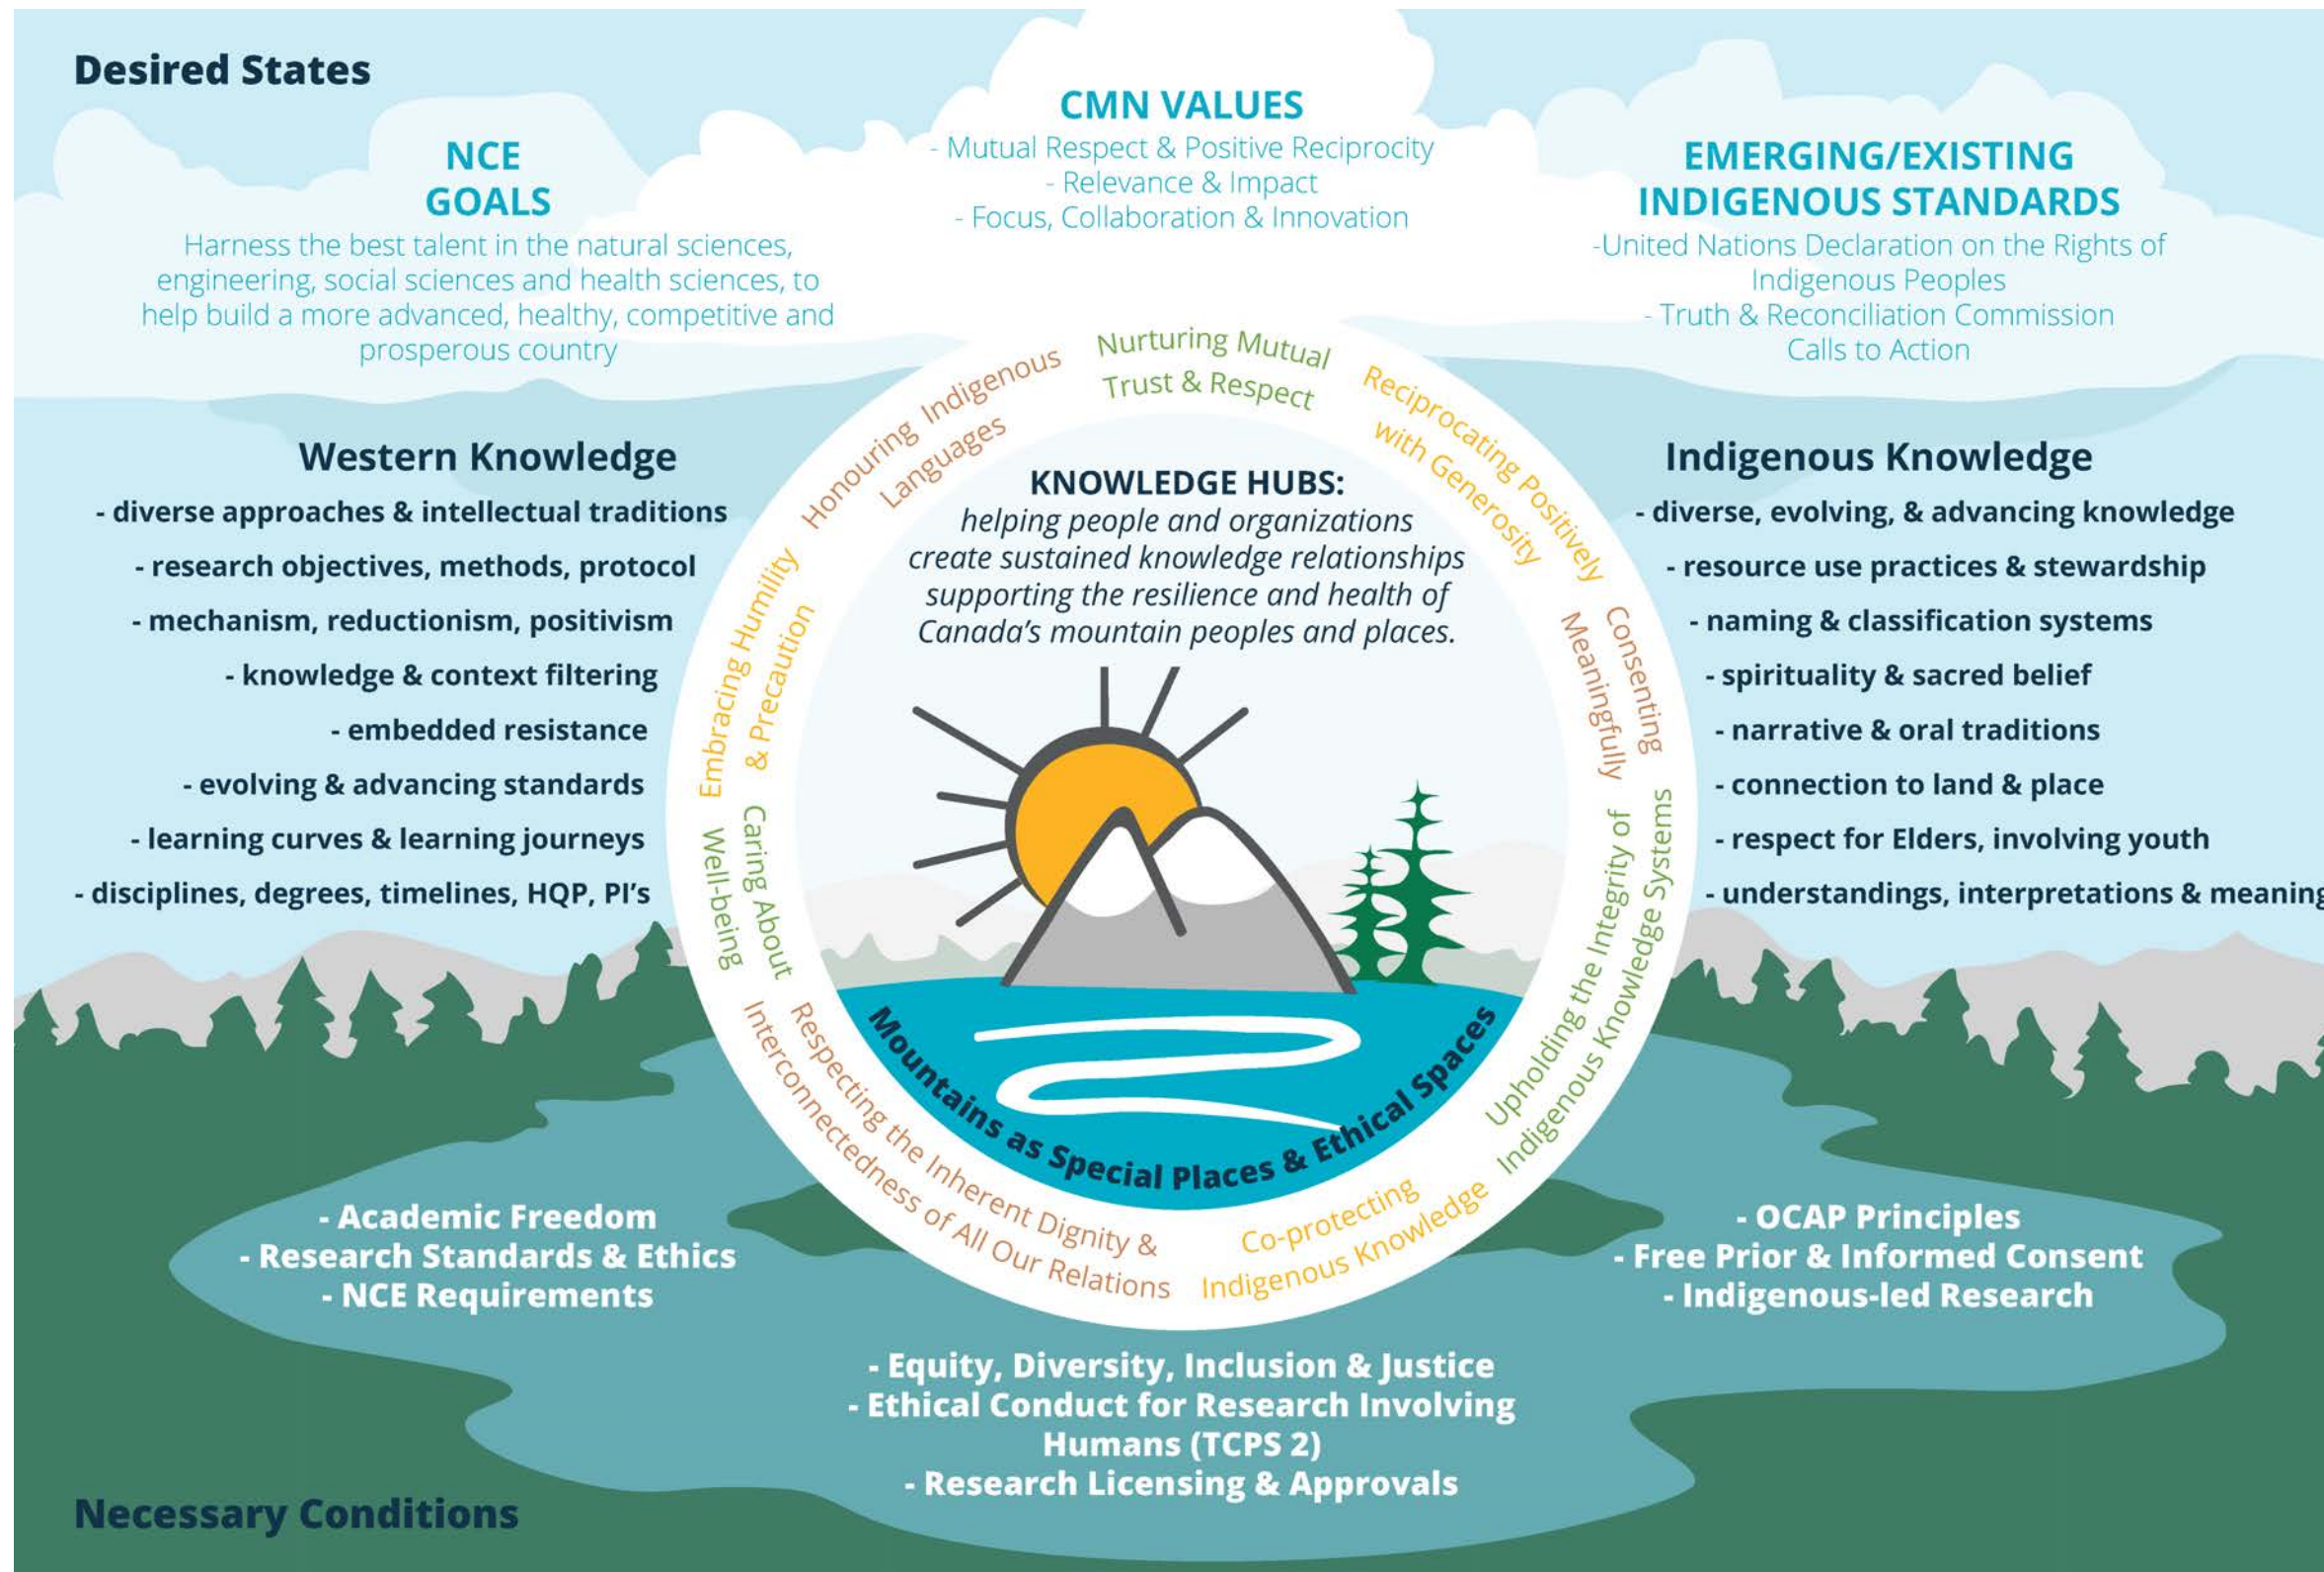 Desired States
NCE
GOALS
Harness the best talent in the natural sciences,
engineering, social sciences and health sciences, to
help build a more advanced, healthy, competitive and
prosperous country
CMN VALUES
- Mutual Respect & Positive Reciprocity
- Relevance & Impact
- Focus, Collaboration & Innovation
EMERGING/EXISTING
INDIGENOUS STANDARDS
-United Nations Declaration on the Rights of
Indigenous Peoples
- Truth & Reconciliation Commission
Calls to Action
Western Knowledge
- diverse approaches & intellectual traditions
- research objectives, methods, protocol
- mechanism, reductionism, positivism
- knowledge & context filtering
- embedded resistance
- evolving & advancing standards
- learning curves & learning journeys
- disciplines, degrees, timelines, HQP, PI's
Nurturing Mutual
Trust & Respect
Reciprocating Positively
with Generosity
Consenting
Meaningfully
Upholding the Integrity of
Indigenous Knowledge Systems
Co-protecting
Indigenous Knowledge
Respecting the Inherent Dignity &
Interconnectedness of All Our Relations
Caring About
Well-being
Embracing Humility
& Precaution
Honouring Indigenous
Languages
KNOWLEDGE HUBS:
helping people and organizations
create sustained knowledge relationships
supporting the resilience and health of
Canada's mountain peoples and places.
Mountains as Special Places & Ethical Spaces
Indigenous Knowledge
- diverse, evolving, & advancing knowledge
- resource use practices & stewardship
- naming & classification systems
- spirituality & sacred belief
- narrative & oral traditions
- connection to land & place
- respect for Elders, involving youth
- understandings, interpretations & meaning
- Academic Freedom
- Research Standards & Ethics
- NCE Requirements
- Equity, Diversity, Inclusion & Justice
- Ethical Conduct for Research Involving
Humans (TCPS 2)
- Research Licensing & Approvals
- OCAP Principles
- Free Prior & Informed Consent
- Indigenous-led Research
Necessary Conditions